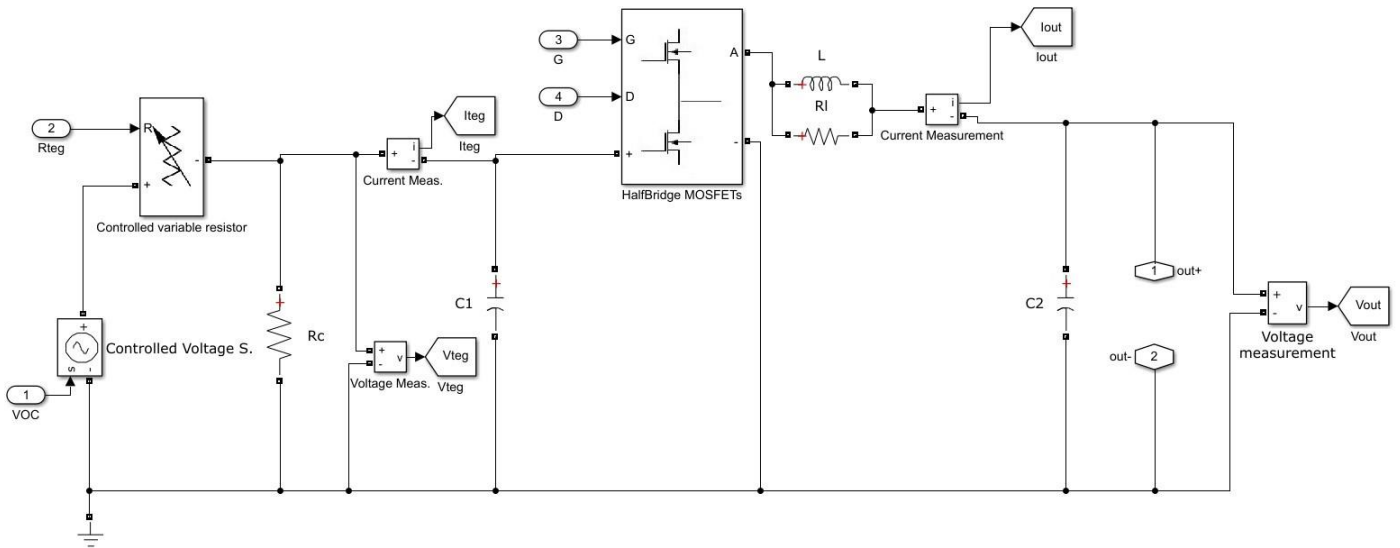 Iout
Iout
3
G
G
A
4
D
D
+
-
L
Rl
+
i
-
Current Measurement
HalfBridge MOSFETs
2
Rteg
R
+
-
Controlled variable resistor
Iteg
Iteg
+
i
-
Current Meas.
+
s
-
Controlled Voltage S.
1
VOC
+
Rc
+
C1
+
-
v
Voltage Meas.
Vteg
Vteg
+
C2
1
out+
out-
2
+
-
v
Voltage
measurement
Vout
Vout